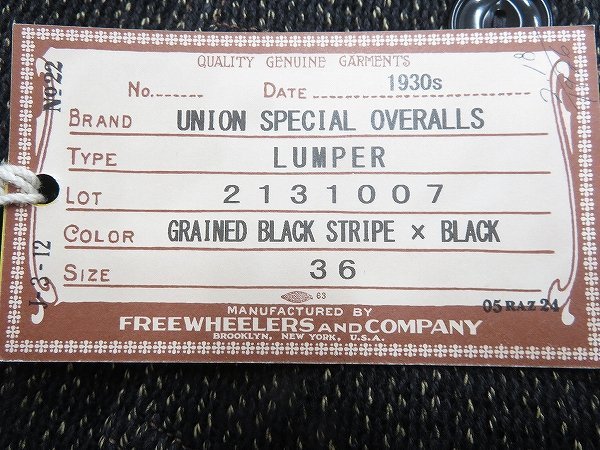 QUALITY GENUINE GARMENTS
No. DATE 1930s
BRAND UNION SPECIAL OVERALLS
TYPE LUMPER
LOT 2131007
COLOR GRAINED BLACK STRIPE × BLACK
SIZE 36
63
MANUFACTURED BY
FREEWHEELERS AND COMPANY
BROOKLYN, NEW YORK, U.S.A.
No 22
05 RAZ 24